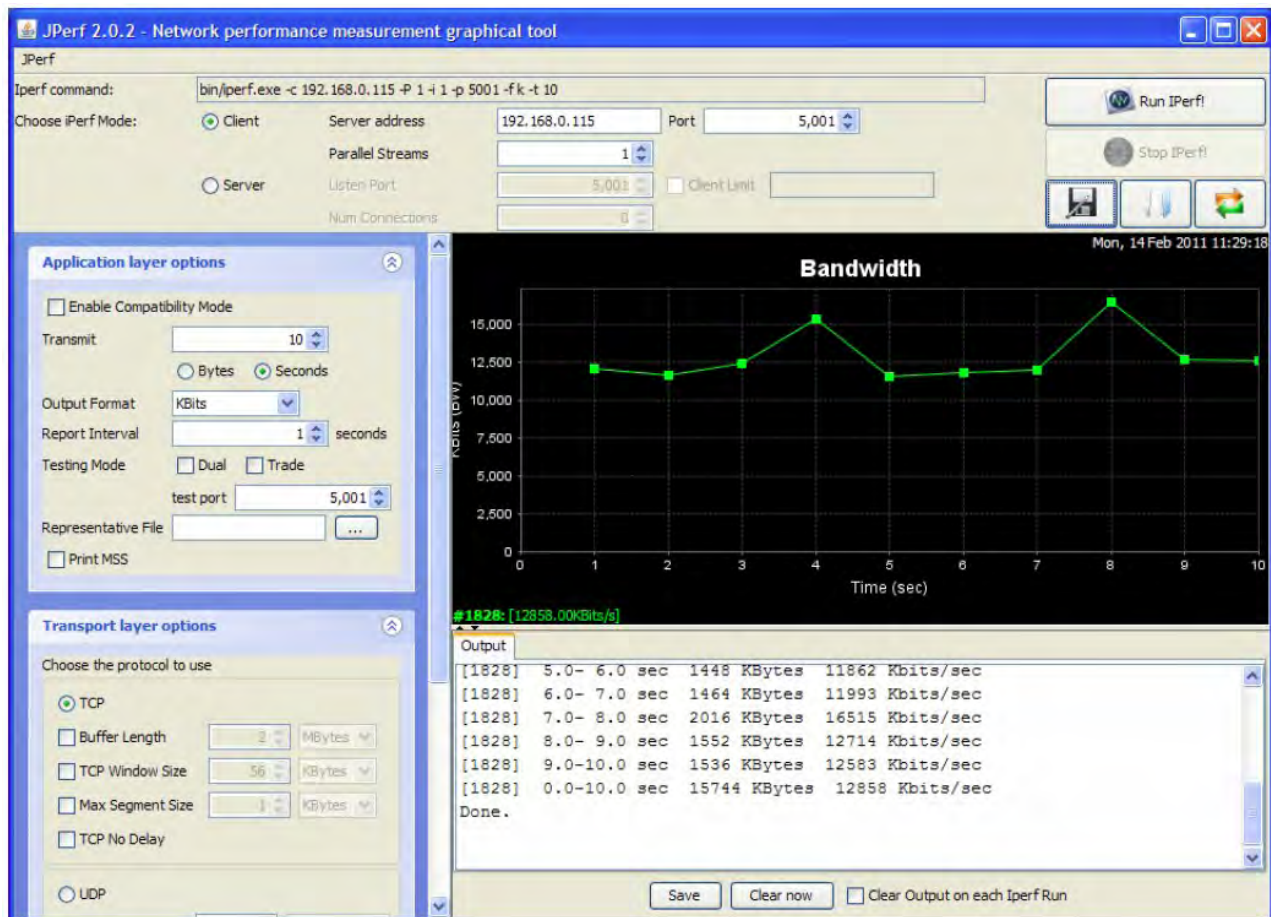 JPerf 2.0.2 - Network performance measurement graphical tool
JPerf
Iperf command: bin/iperf.exe -c 192.168.0.115 -P 1 -i 1 -p 5001 -f k -t 10
Choose iPerf Mode: Client Server address 192.168.0.115 Port 5,001
Parallel Streams 1
Server Listen Port 5,001 Client Limit
Num Connections 0
Run IPerf!
Stop IPerf!
Application layer options
Enable Compatibility Mode
Transmit 10
Bytes Seconds
Output Format KBits
Report Interval 1 seconds
Testing Mode Dual Trade
test port 5,001
Representative File ...
Print MSS
Transport layer options
Choose the protocol to use
TCP
Buffer Length 2 MBytes
TCP Window Size 56 KBytes
Max Segment Size 1 KBytes
TCP No Delay
UDP
Mon, 14 Feb 2011 11:29:18
Bandwidth
KBits (BW)
15,000
12,500
10,000
7,500
5,000
2,500
0
0 1 2 3 4 5 6 7 8 9 10
Time (sec)
#1828: [12858.00KBits/s]
Output
[1828] 5.0- 6.0 sec 1448 KBytes 11862 Kbits/sec
[1828] 6.0- 7.0 sec 1464 KBytes 11993 Kbits/sec
[1828] 7.0- 8.0 sec 2016 KBytes 16515 Kbits/sec
[1828] 8.0- 9.0 sec 1552 KBytes 12714 Kbits/sec
[1828] 9.0-10.0 sec 1536 KBytes 12583 Kbits/sec
[1828] 0.0-10.0 sec 15744 KBytes 12858 Kbits/sec
Done.
Save Clear now Clear Output on each Iperf Run